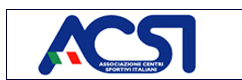 ACSI
ASSOCIAZIONE CENTRI
SPORTIVI ITALIANI